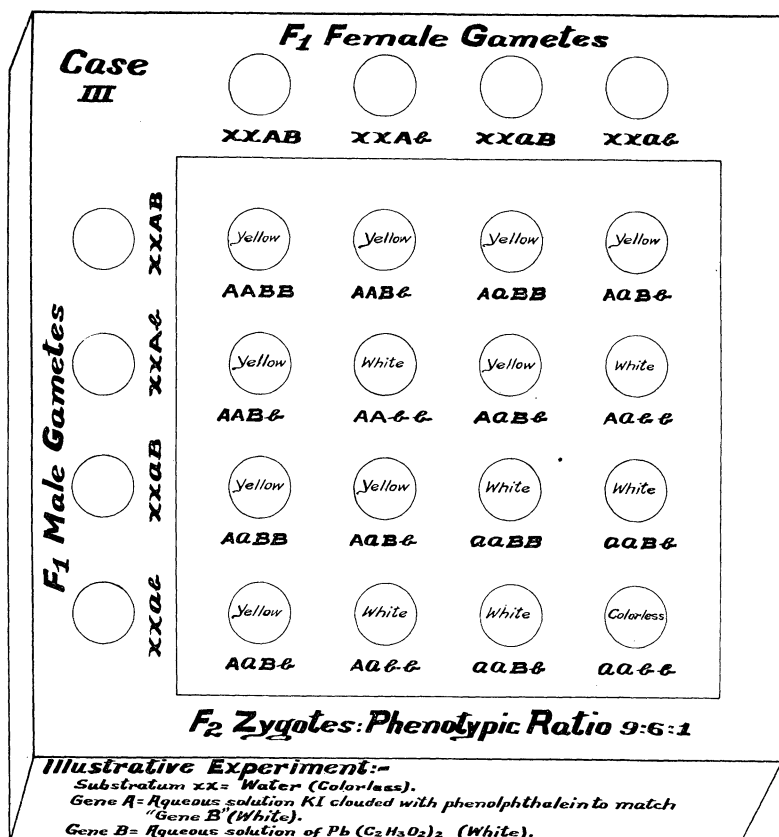 F1 Female Gametes
Case
III
xxAB xxAb xxaB xxab
F1 Male Gametes
xxAB
Yellow Yellow Yellow Yellow
AABB AABb AaBB AaBb
xxAb
Yellow White Yellow White
AABb AAbb AaBb Aabb
xxaB
Yellow Yellow White White
AaBB AaBb aaBB aaBb
xxab
Yellow White White Colorless
AaBb Aabb aaBb aabb
F2 Zygotes: Phenotypic Ratio 9:6:1
Illustrative Experiment:-
Substratum xx= Water (Colorless).
Gene A= Aqueous solution KI clouded with phenolphthalein to match
"Gene B" (White).
Gene B= Aqueous solution of Pb (C2H3O2)2 (White).